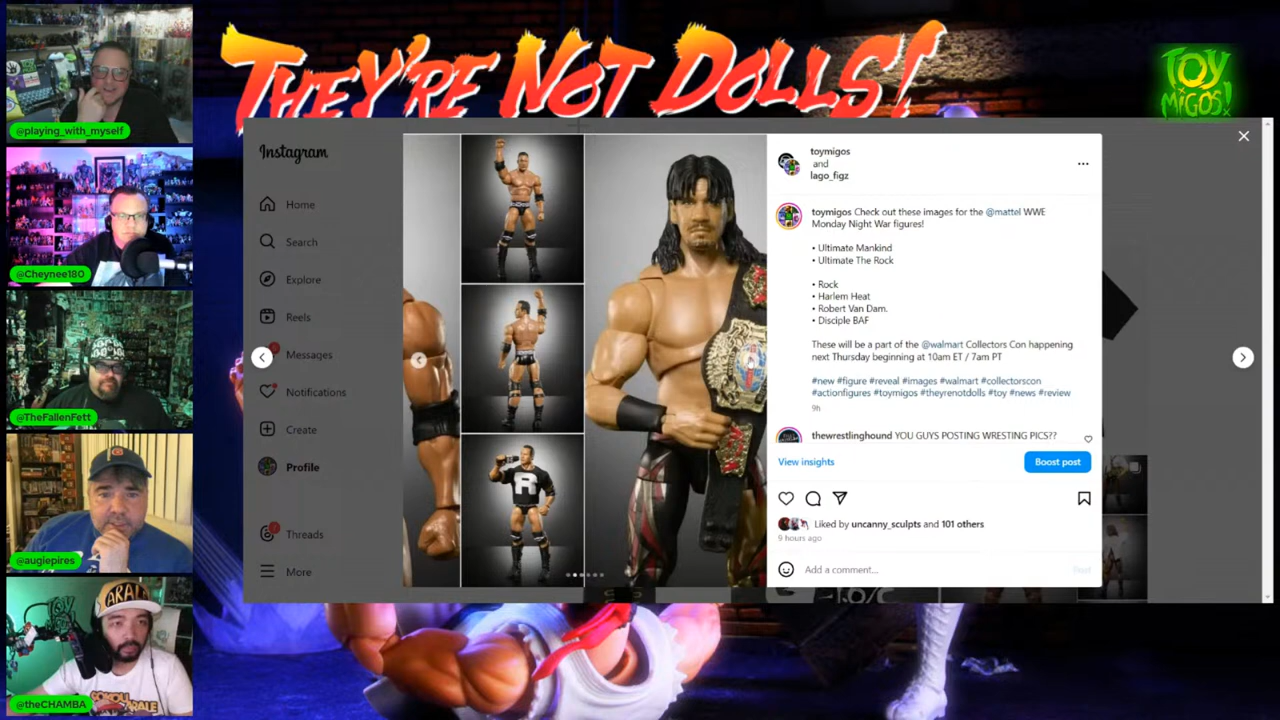 THEY'RE NOT DOLLS!
TOY
MIGOS!
@playing_with_myself
@Cheynee180
@TheFallenFett
@augiepires
@theCHAMBA
ARALE
Instagram
Home
Search
Explore
Reels
Messages
Notifications
Create
Profile
Threads
More
R
toymigos
and
lago_figz
toymigos Check out these images for the @mattel WWE
Monday Night War figures!
• Ultimate Mankind
• Ultimate The Rock
• Rock
• Harlem Heat
• Robert Van Dam.
• Disciple BAF
These will be a part of the @walmart Collectors Con happening
next Thursday beginning at 10am ET / 7am PT
#new #figure #reveal #images #walmart #collectorscon
#actionfigures #toymigos #theyrenotdolls #toy #news #review
9h
thewrestlinghound YOU GUYS POSTING WRESTING PICS??
View insights
Boost post
Liked by uncanny_sculpts and 101 others
9 hours ago
Add a comment...
Post